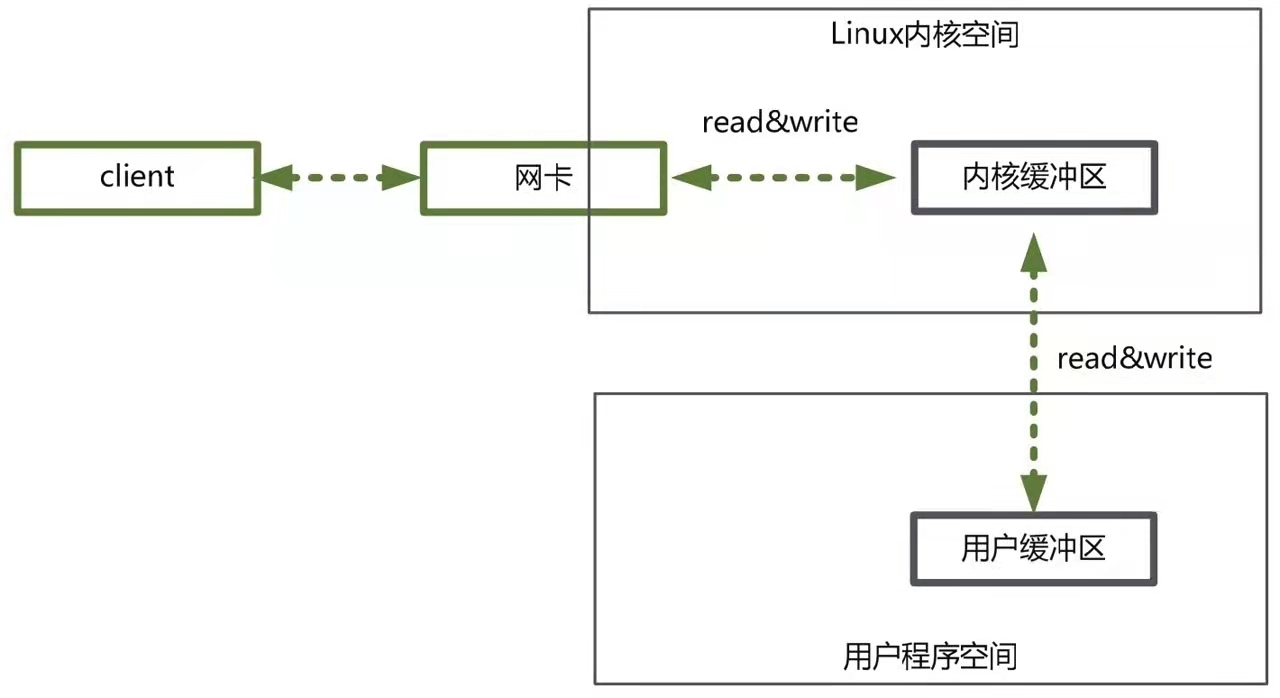 Linux内核空间
read&write
client
网卡
内核缓冲区
read&write
用户缓冲区
用户程序空间